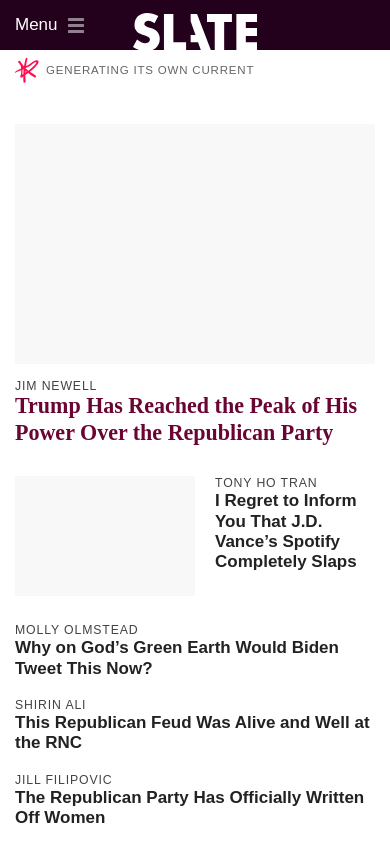 Menu
SLATE
GENERATING ITS OWN CURRENT
JIM NEWELL
Trump Has Reached the Peak of His
Power Over the Republican Party
TONY HO TRAN
I Regret to Inform
You That J.D.
Vance’s Spotify
Completely Slaps
MOLLY OLMSTEAD
Why on God’s Green Earth Would Biden
Tweet This Now?
SHIRIN ALI
This Republican Feud Was Alive and Well at
the RNC
JILL FILIPOVIC
The Republican Party Has Officially Written
Off Women